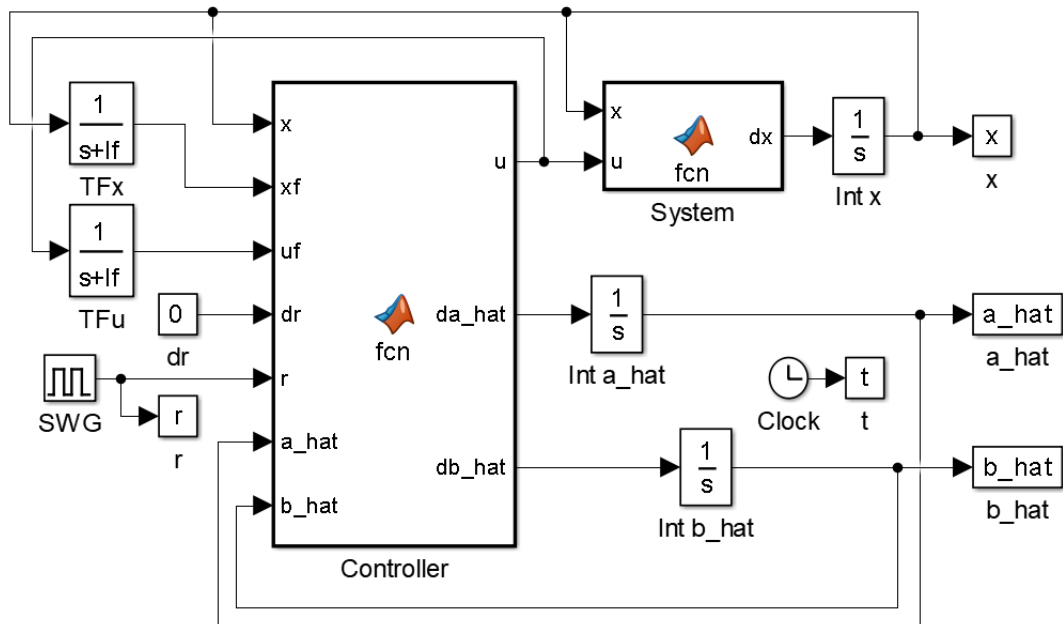 1
s+lf
TFx
1
s+lf
TFu
0
dr
SWG
r
r
x
xf
uf
dr
r
a_hat
b_hat
fcn
u
da_hat
db_hat
Controller
x
u
fcn
dx
System
1
s
Int x
x
x
1
s
Int a_hat
a_hat
a_hat
Clock
t
t
1
s
Int b_hat
b_hat
b_hat